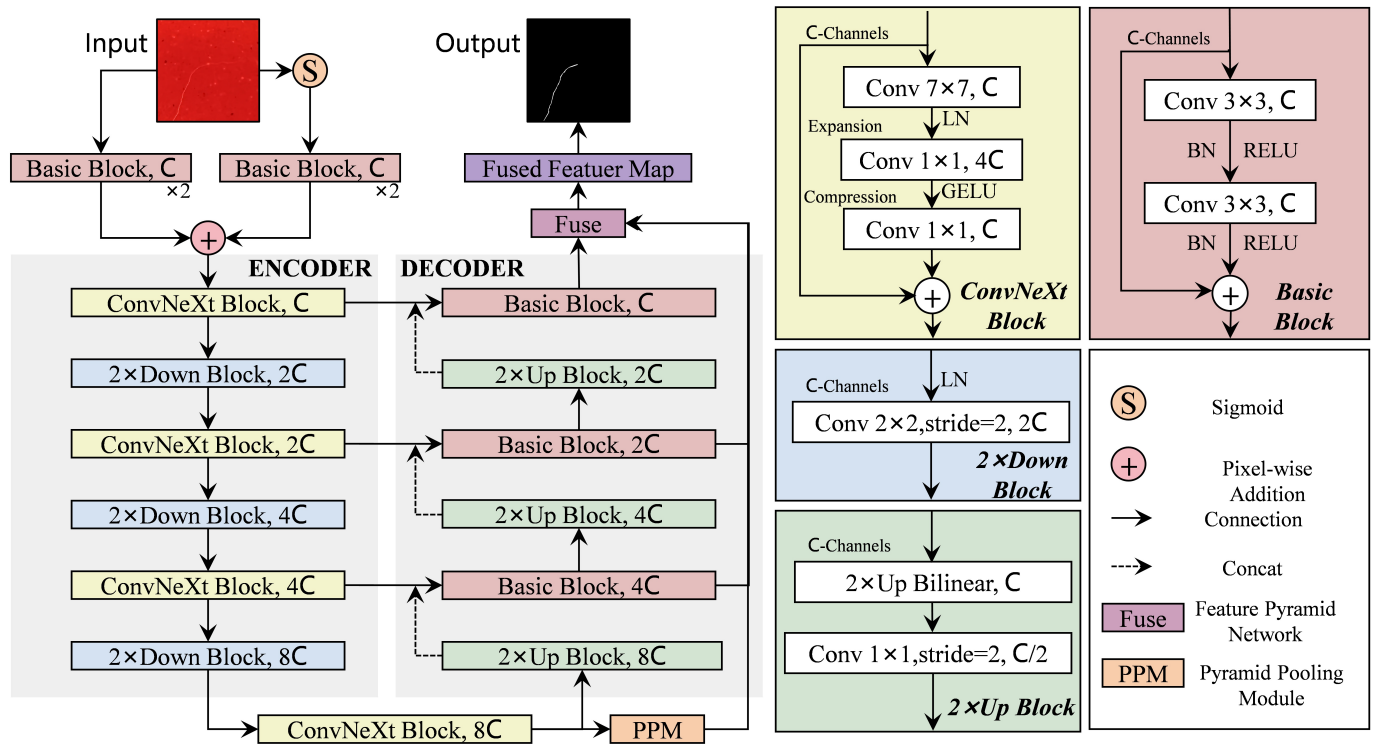 Input
S
Output
Basic Block, C
×2
Basic Block, C
×2
+
Fused Featuer Map
Fuse
ENCODER
DECODER
ConvNeXt Block, C
Basic Block, C
2×Down Block, 2C
2×Up Block, 2C
ConvNeXt Block, 2C
Basic Block, 2C
2×Down Block, 4C
2×Up Block, 4C
ConvNeXt Block, 4C
Basic Block, 4C
2×Down Block, 8C
2×Up Block, 8C
ConvNeXt Block, 8C
PPM
C-Channels
Conv 7×7, C
LN
Expansion
Conv 1×1, 4C
GELU
Compression
Conv 1×1, C
+
ConvNeXt
Block
C-Channels
Conv 3×3, C
BN RELU
Conv 3×3, C
BN RELU
+
Basic
Block
C-Channels
LN
Conv 2×2,stride=2, 2C
2×Down
Block
C-Channels
2×Up Bilinear, C
Conv 1×1,stride=2, C/2
2×Up Block
S
Sigmoid
+
Pixel-wise
Addition
Connection
Concat
Fuse
Feature Pyramid
Network
PPM
Pyramid Pooling
Module